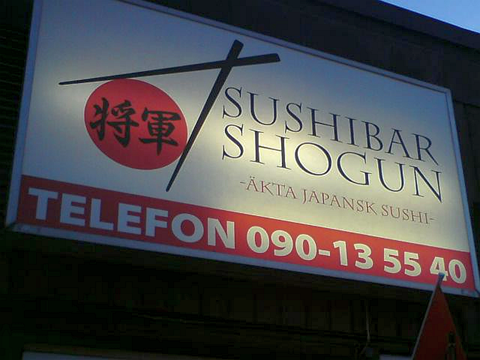 将軍
SUSHIBAR
SHOGUN
-ÄKTA JAPANSK SUSHI-
TELEFON 090-13 55 40